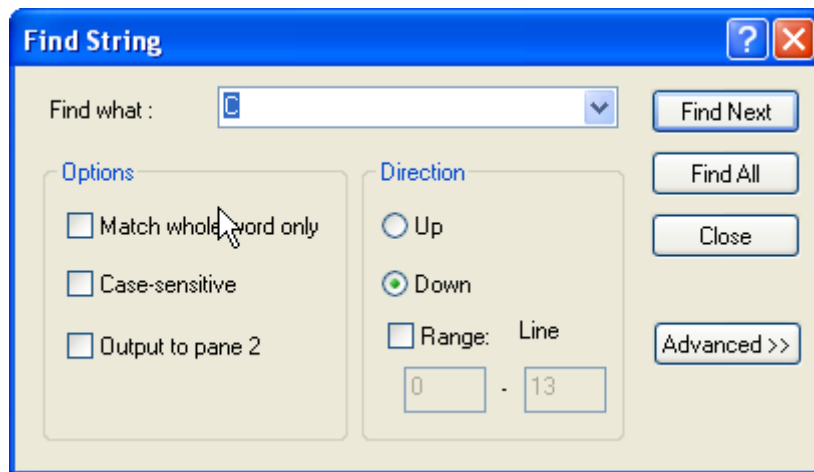 Find String
Find what : C
Find Next
Options
Direction
Find All
Match whole word only
Up
Close
Case-sensitive
Down
Output to pane 2
Range: Line
Advanced >>
0 - 13